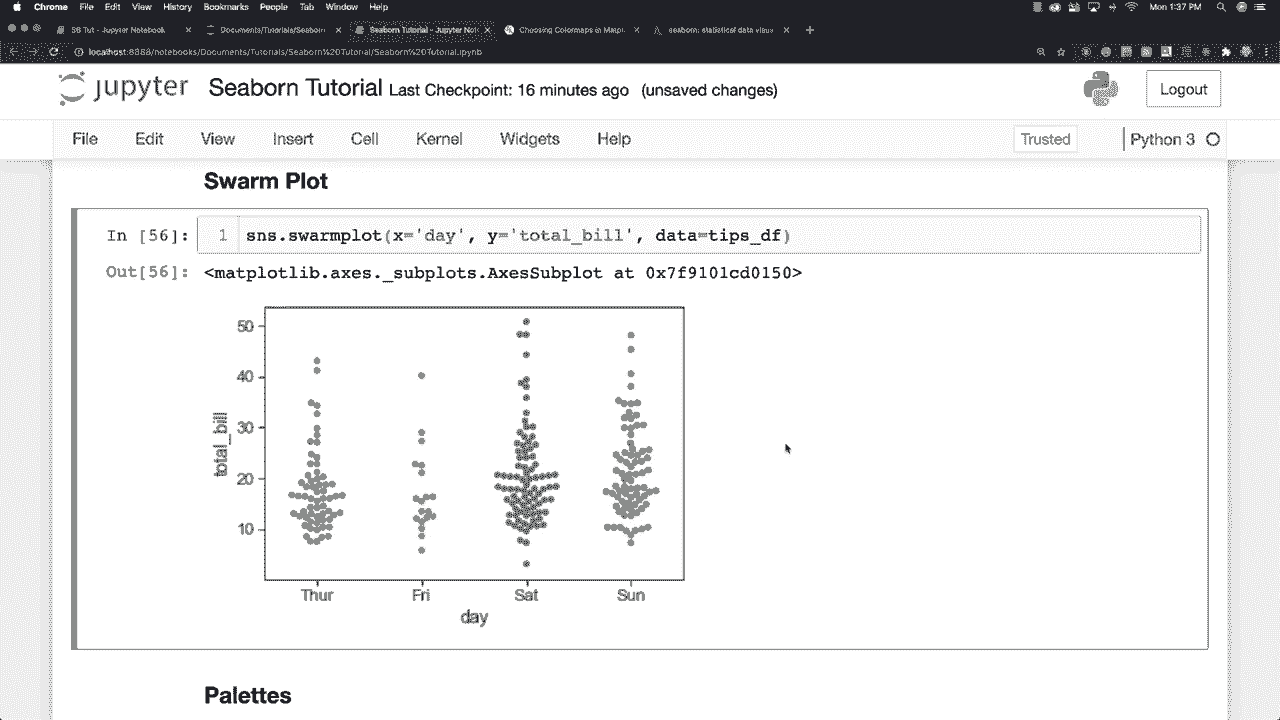 Chrome File Edit View History Bookmarks People Tab Window Help
Mon 1:37 PM
SB Tut - Jupyter Notebook
Documents/Tutorials/Seaborn
Seaborn Tutorial - Jupyter Not
Choosing Colormaps in Matpl
seaborn: statistical data visua
localhost:8888/notebooks/Documents/Tutorials/Seaborn%20Tutorial/Seaborn%20Tutorial.ipynb
jupyter Seaborn Tutorial Last Checkpoint: 16 minutes ago (unsaved changes)
Logout
File Edit View Insert Cell Kernel Widgets Help
Trusted
Python 3
Swarm Plot
In [56]: 1 sns.swarmplot(x='day', y='total_bill', data=tips_df)
Out[56]: <matplotlib.axes._subplots.AxesSubplot at 0x7f9101cd0150>
50
40
30
20
10
total_bill
Thur Fri Sat Sun
day
Palettes